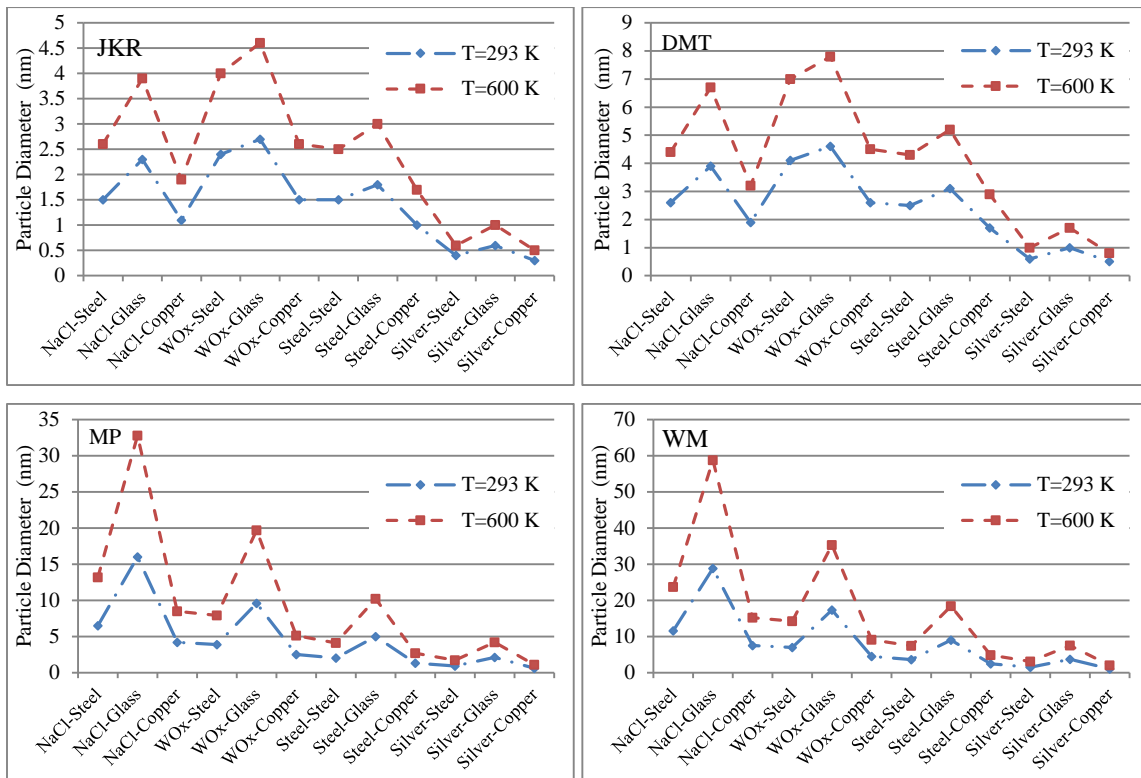 JKR
Particle Diameter (nm)
5
4.5
4
3.5
3
2.5
2
1.5
1
0.5
0
T=293 K
T=600 K
NaCl-Steel
NaCl-Glass
NaCl-Copper
WOx-Steel
WOx-Glass
WOx-Copper
Steel-Steel
Steel-Glass
Steel-Copper
Silver-Steel
Silver-Glass
Silver-Copper
DMT
Particle Diameter (nm)
9
8
7
6
5
4
3
2
1
0
T=293 K
T=600 K
NaCl-Steel
NaCl-Glass
NaCl-Copper
WOx-Steel
WOx-Glass
WOx-Copper
Steel-Steel
Steel-Glass
Steel-Copper
Silver-Steel
Silver-Glass
Silver-Copper
MP
Particle Diameter (nm)
35
30
25
20
15
10
5
0
T=293 K
T=600 K
NaCl-Steel
NaCl-Glass
NaCl-Copper
WOx-Steel
WOx-Glass
WOx-Copper
Steel-Steel
Steel-Glass
Steel-Copper
Silver-Steel
Silver-Glass
Silver-Copper
WM
Particle Diameter (nm)
70
60
50
40
30
20
10
0
T=293 K
T=600 K
NaCl-Steel
NaCl-Glass
NaCl-Copper
WOx-Steel
WOx-Glass
WOx-Copper
Steel-Steel
Steel-Glass
Steel-Copper
Silver-Steel
Silver-Glass
Silver-Copper